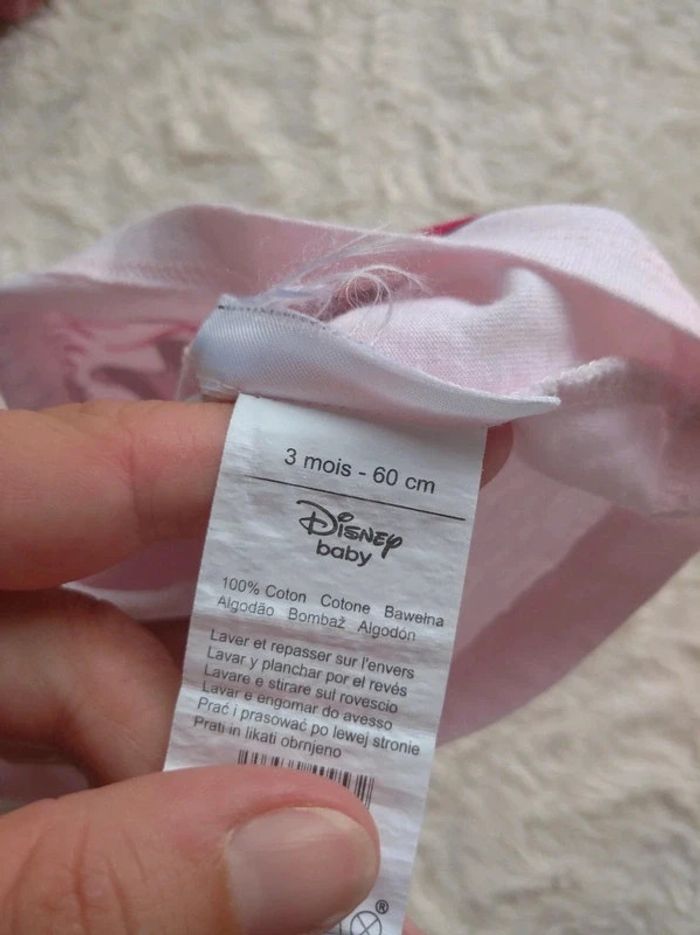 3 mois - 60 cm
Disney
baby
100% Coton Cotone Bawełna
Algodão Bombaž Algodón
Laver et repasser sur l'envers
Lavar y planchar por el revés
Lavare e stirare sul rovescio
Lavar e engomar do avesso
Prać i prasować po lewej stronie
Prati in likati obrnjeno
®